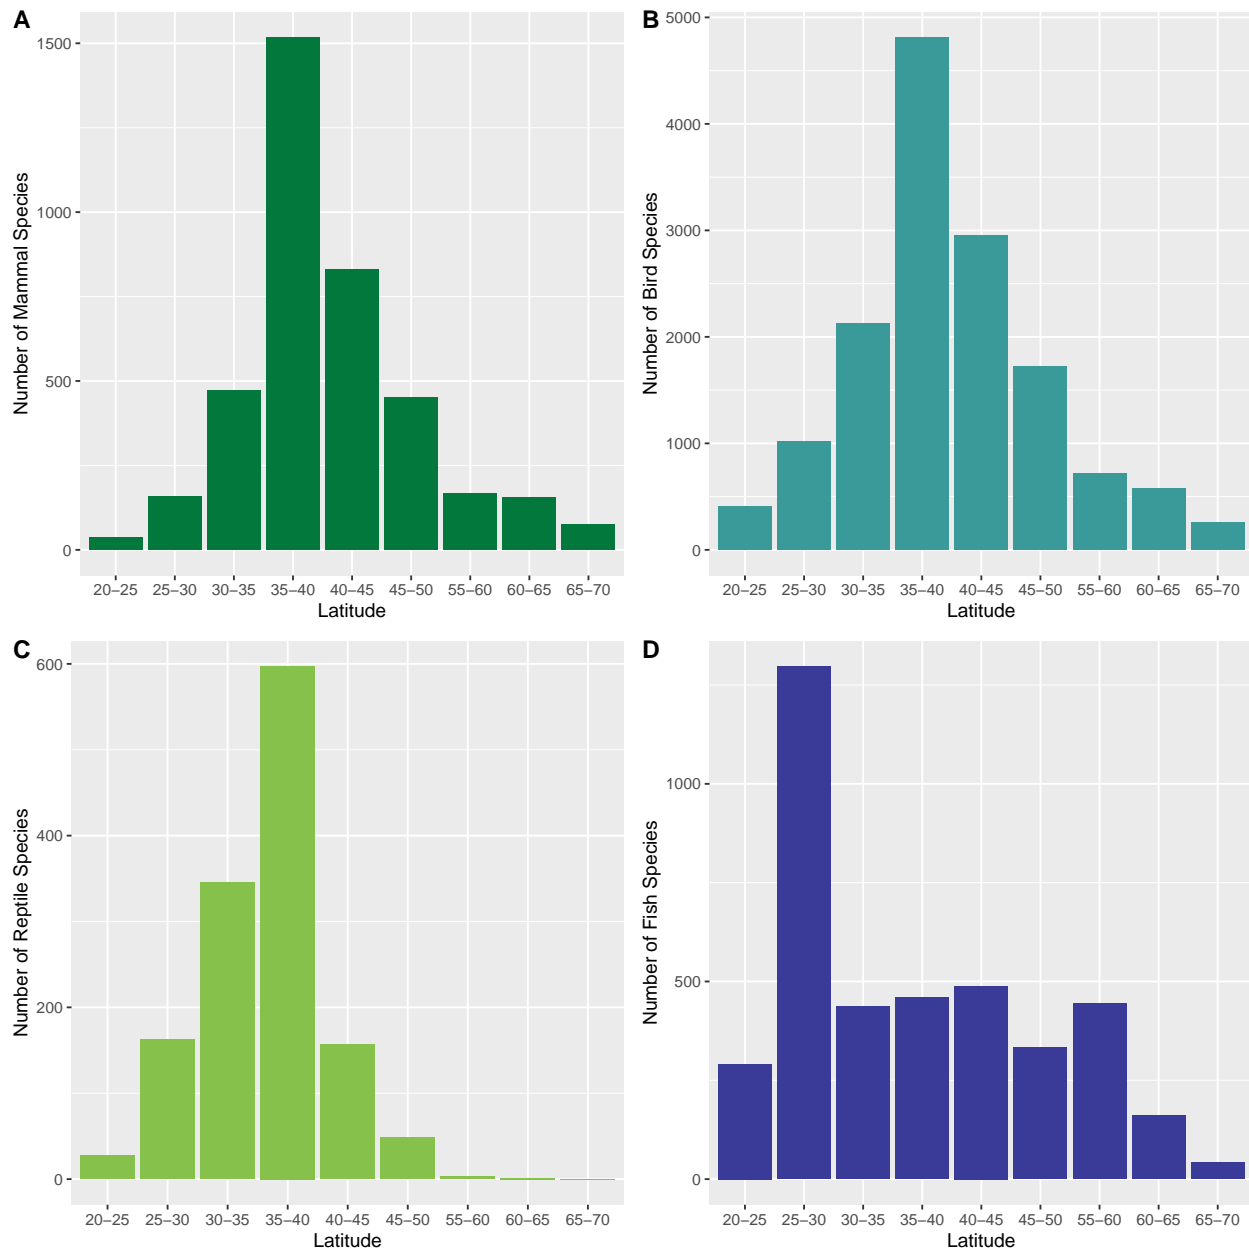 A
Number of Mammal Species
1500
1000
500
0
20–25 25–30 30–35 35–40 40–45 45–50 55–60 60–65 65–70
Latitude
B
Number of Bird Species
5000
4000
3000
2000
1000
0
20–25 25–30 30–35 35–40 40–45 45–50 55–60 60–65 65–70
Latitude
C
Number of Reptile Species
600
400
200
0
20–25 25–30 30–35 35–40 40–45 45–50 55–60 60–65 65–70
Latitude
D
Number of Fish Species
1000
500
0
20–25 25–30 30–35 35–40 40–45 45–50 55–60 60–65 65–70
Latitude